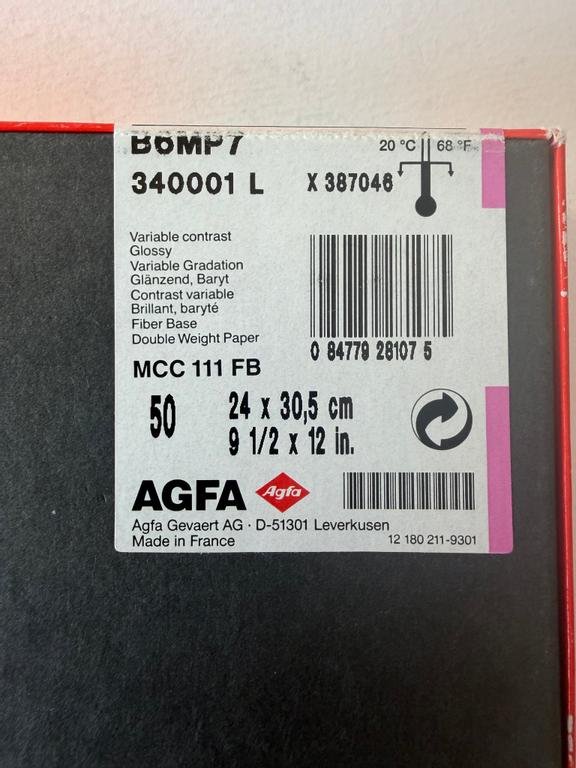 B6MP7
20 °C 68 °F
340001 L X 387046
Variable contrast
Glossy
Variable Gradation
Glänzend, Baryt
Contrast variable
Brillant, baryté
Fiber Base
Double Weight Paper
0 84779 28107 5
MCC 111 FB
50
24 x 30,5 cm
9 1/2 x 12 in.
AGFA Agfa
Agfa Gevaert AG · D-51301 Leverkusen
Made in France 12 180 211-9301